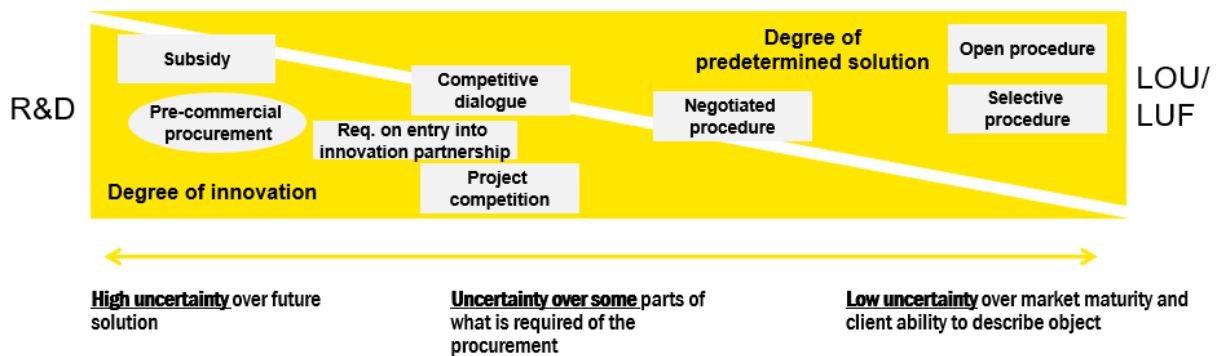 R&D
Subsidy
Pre-commercial
procurement
Degree of innovation
Competitive
dialogue
Req. on entry into
innovation partnership
Project
competition
Degree of
predetermined solution
Negotiated
procedure
Open procedure
Selective
procedure
LOU/
LUF
High uncertainty over future
solution
Uncertainty over some parts of
what is required of the
procurement
Low uncertainty over market maturity and
client ability to describe object